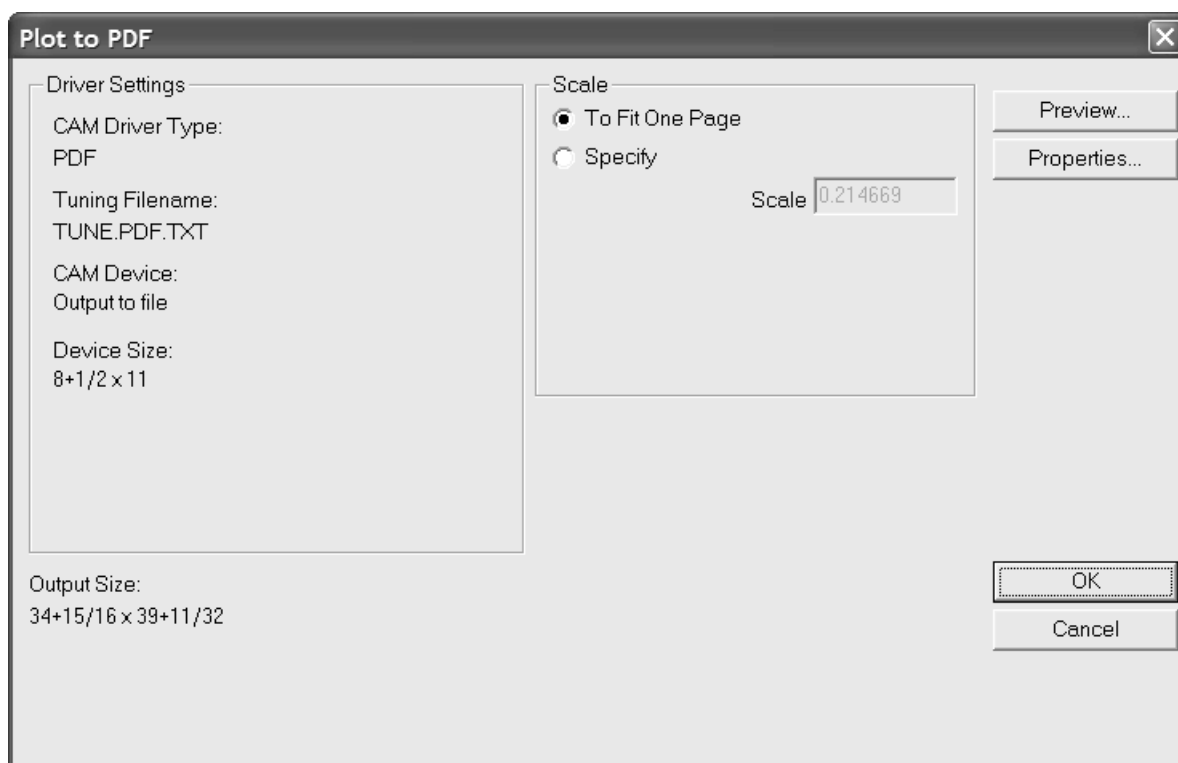 Plot to PDF
Driver Settings
CAM Driver Type:
PDF
Tuning Filename:
TUNE.PDF.TXT
CAM Device:
Output to file
Device Size:
8+1/2 x 11
Scale
To Fit One Page
Specify
Scale 0.214669
Preview...
Properties...
Output Size:
34+15/16 x 39+11/32
OK
Cancel